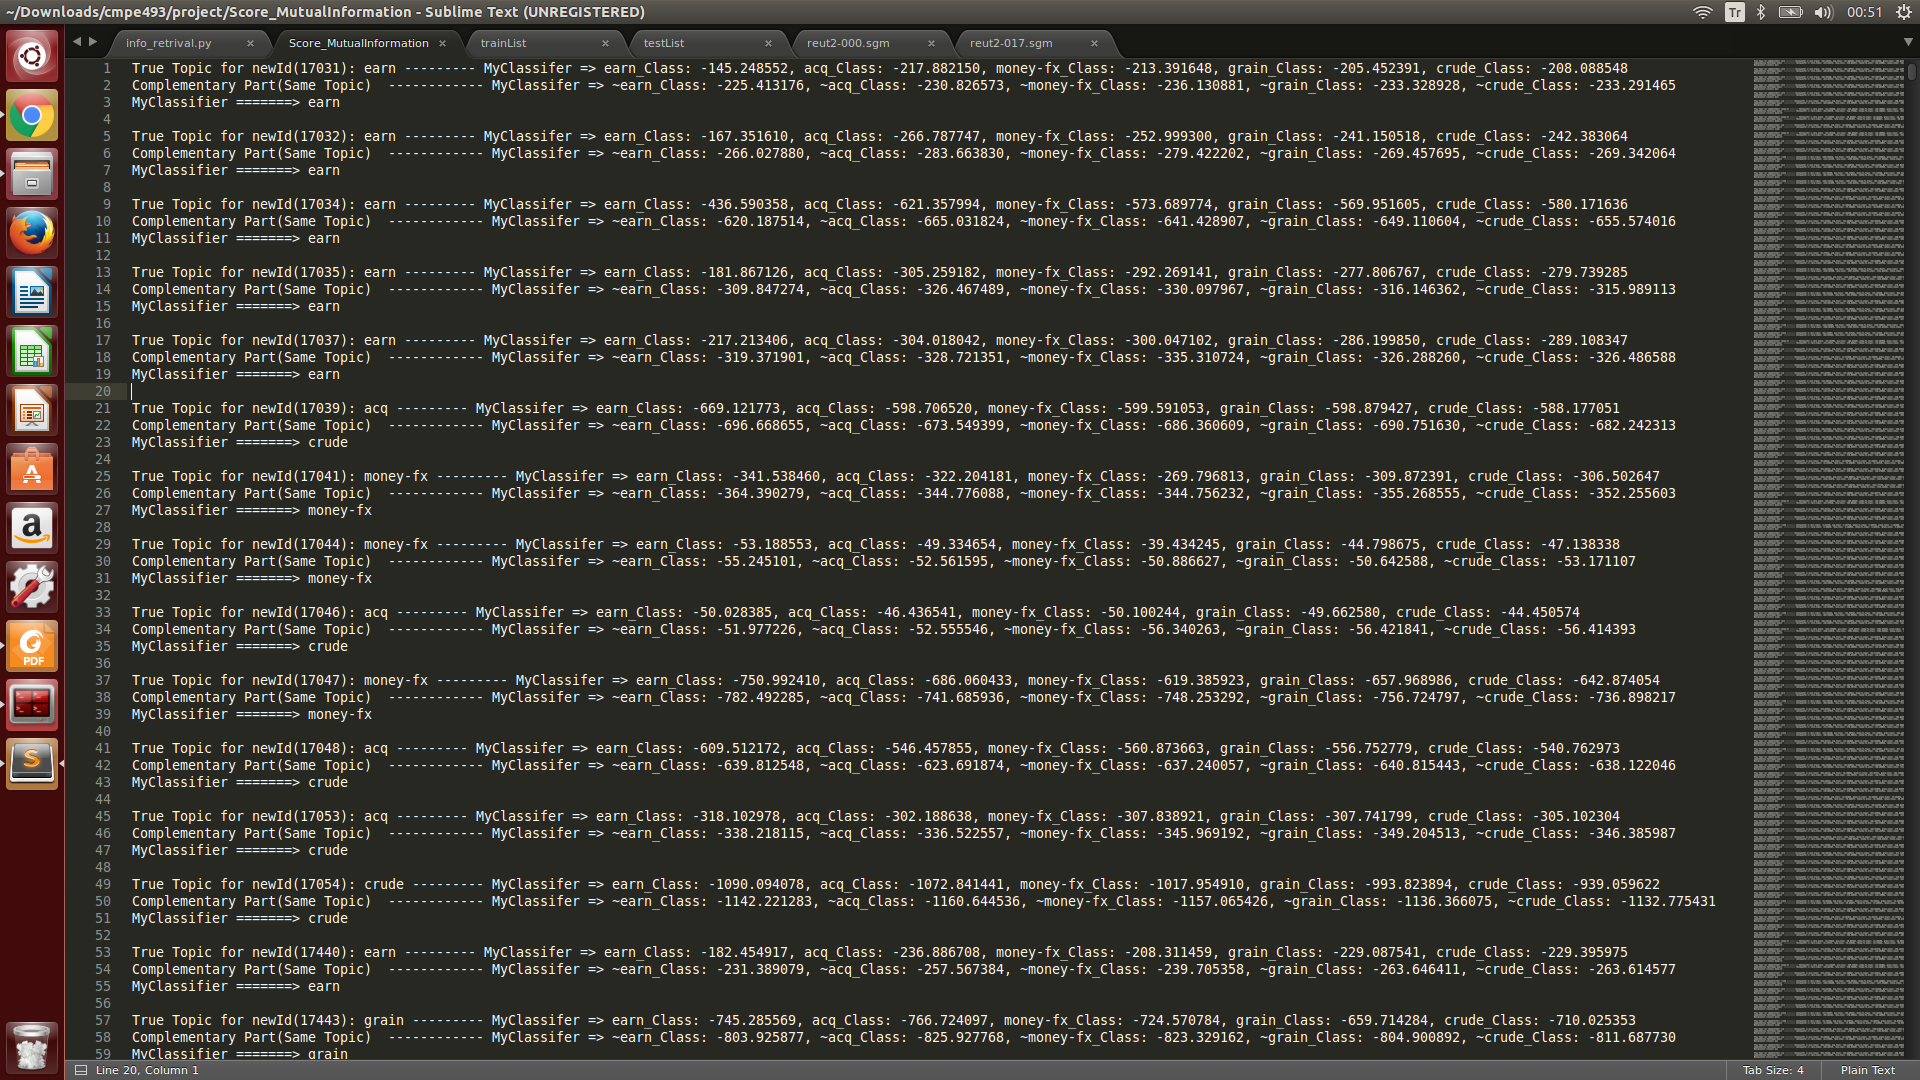 ~/Downloads/cmpe493/project/Score_MutualInformation - Sublime Text (UNREGISTERED)
Tr
00:51
info_retrival.py
Score_MutualInformation
trainList
testList
reut2-000.sgm
reut2-017.sgm
1 True Topic for newId(17031): earn --------- MyClassifer => earn_Class: -145.248552, acq_Class: -217.882150, money-fx_Class: -213.391648, grain_Class: -205.452391, crude_Class: -208.088548
2 Complementary Part(Same Topic)  ------------ MyClassifer => ~earn_Class: -225.413176, ~acq_Class: -230.826573, ~money-fx_Class: -236.130881, ~grain_Class: -233.328928, ~crude_Class: -233.291465
3 MyClassifier =======> earn
4
5 True Topic for newId(17032): earn --------- MyClassifer => earn_Class: -167.351610, acq_Class: -266.787747, money-fx_Class: -252.999300, grain_Class: -241.150518, crude_Class: -242.383064
6 Complementary Part(Same Topic)  ------------ MyClassifer => ~earn_Class: -266.027880, ~acq_Class: -283.663830, ~money-fx_Class: -279.422202, ~grain_Class: -269.457695, ~crude_Class: -269.342064
7 MyClassifier =======> earn
8
9 True Topic for newId(17034): earn --------- MyClassifer => earn_Class: -436.590358, acq_Class: -621.357994, money-fx_Class: -573.689774, grain_Class: -569.951605, crude_Class: -580.171636
10 Complementary Part(Same Topic)  ------------ MyClassifer => ~earn_Class: -620.187514, ~acq_Class: -665.031824, ~money-fx_Class: -641.428907, ~grain_Class: -649.110604, ~crude_Class: -655.574016
11 MyClassifier =======> earn
12
13 True Topic for newId(17035): earn --------- MyClassifer => earn_Class: -181.867126, acq_Class: -305.259182, money-fx_Class: -292.269141, grain_Class: -277.806767, crude_Class: -279.739285
14 Complementary Part(Same Topic)  ------------ MyClassifer => ~earn_Class: -309.847274, ~acq_Class: -326.467489, ~money-fx_Class: -330.097967, ~grain_Class: -316.146362, ~crude_Class: -315.989113
15 MyClassifier =======> earn
16
17 True Topic for newId(17037): earn --------- MyClassifer => earn_Class: -217.213406, acq_Class: -304.018042, money-fx_Class: -300.047102, grain_Class: -286.199850, crude_Class: -289.108347
18 Complementary Part(Same Topic)  ------------ MyClassifer => ~earn_Class: -319.371901, ~acq_Class: -328.721351, ~money-fx_Class: -335.310724, ~grain_Class: -326.288260, ~crude_Class: -326.486588
19 MyClassifier =======> earn
20
21 True Topic for newId(17039): acq --------- MyClassifer => earn_Class: -669.121773, acq_Class: -598.706520, money-fx_Class: -599.591053, grain_Class: -598.879427, crude_Class: -588.177051
22 Complementary Part(Same Topic)  ------------ MyClassifer => ~earn_Class: -696.668655, ~acq_Class: -673.549399, ~money-fx_Class: -686.360609, ~grain_Class: -690.751630, ~crude_Class: -682.242313
23 MyClassifier =======> crude
24
25 True Topic for newId(17041): money-fx --------- MyClassifer => earn_Class: -341.538460, acq_Class: -322.204181, money-fx_Class: -269.796813, grain_Class: -309.872391, crude_Class: -306.502647
26 Complementary Part(Same Topic)  ------------ MyClassifer => ~earn_Class: -364.390279, ~acq_Class: -344.776088, ~money-fx_Class: -344.756232, ~grain_Class: -355.268555, ~crude_Class: -352.255603
27 MyClassifier =======> money-fx
28
29 True Topic for newId(17044): money-fx --------- MyClassifer => earn_Class: -53.188553, acq_Class: -49.334654, money-fx_Class: -39.434245, grain_Class: -44.798675, crude_Class: -47.138338
30 Complementary Part(Same Topic)  ------------ MyClassifer => ~earn_Class: -55.245101, ~acq_Class: -52.561595, ~money-fx_Class: -50.886627, ~grain_Class: -50.642588, ~crude_Class: -53.171107
31 MyClassifier =======> money-fx
32
33 True Topic for newId(17046): acq --------- MyClassifer => earn_Class: -50.028385, acq_Class: -46.436541, money-fx_Class: -50.100244, grain_Class: -49.662580, crude_Class: -44.450574
34 Complementary Part(Same Topic)  ------------ MyClassifer => ~earn_Class: -51.977226, ~acq_Class: -52.555546, ~money-fx_Class: -56.340263, ~grain_Class: -56.421841, ~crude_Class: -56.414393
35 MyClassifier =======> crude
36
37 True Topic for newId(17047): money-fx --------- MyClassifer => earn_Class: -750.992410, acq_Class: -686.060433, money-fx_Class: -619.385923, grain_Class: -657.968986, crude_Class: -642.874054
38 Complementary Part(Same Topic)  ------------ MyClassifer => ~earn_Class: -782.492285, ~acq_Class: -741.685936, ~money-fx_Class: -748.253292, ~grain_Class: -756.724797, ~crude_Class: -736.898217
39 MyClassifier =======> money-fx
40
41 True Topic for newId(17048): acq --------- MyClassifer => earn_Class: -609.512172, acq_Class: -546.457855, money-fx_Class: -560.873663, grain_Class: -556.752779, crude_Class: -540.762973
42 Complementary Part(Same Topic)  ------------ MyClassifer => ~earn_Class: -639.812548, ~acq_Class: -623.691874, ~money-fx_Class: -637.240057, ~grain_Class: -640.815443, ~crude_Class: -638.122046
43 MyClassifier =======> crude
44
45 True Topic for newId(17053): acq --------- MyClassifer => earn_Class: -318.102978, acq_Class: -302.188638, money-fx_Class: -307.838921, grain_Class: -307.741799, crude_Class: -305.102304
46 Complementary Part(Same Topic)  ------------ MyClassifer => ~earn_Class: -338.218115, ~acq_Class: -336.522557, ~money-fx_Class: -345.969192, ~grain_Class: -349.204513, ~crude_Class: -346.385987
47 MyClassifier =======> crude
48
49 True Topic for newId(17054): crude --------- MyClassifer => earn_Class: -1090.094078, acq_Class: -1072.841441, money-fx_Class: -1017.954910, grain_Class: -993.823894, crude_Class: -939.059622
50 Complementary Part(Same Topic)  ------------ MyClassifer => ~earn_Class: -1142.221283, ~acq_Class: -1160.644536, ~money-fx_Class: -1157.065426, ~grain_Class: -1136.366075, ~crude_Class: -1132.775431
51 MyClassifier =======> crude
52
53 True Topic for newId(17440): earn --------- MyClassifer => earn_Class: -182.454917, acq_Class: -236.886708, money-fx_Class: -208.311459, grain_Class: -229.087541, crude_Class: -229.395975
54 Complementary Part(Same Topic)  ------------ MyClassifer => ~earn_Class: -231.389079, ~acq_Class: -257.567384, ~money-fx_Class: -239.705358, ~grain_Class: -263.646411, ~crude_Class: -263.614577
55 MyClassifier =======> earn
56
57 True Topic for newId(17443): grain --------- MyClassifer => earn_Class: -745.285569, acq_Class: -766.724097, money-fx_Class: -724.570784, grain_Class: -659.714284, crude_Class: -710.025353
58 Complementary Part(Same Topic)  ------------ MyClassifer => ~earn_Class: -803.925877, ~acq_Class: -825.927768, ~money-fx_Class: -823.329162, ~grain_Class: -804.900892, ~crude_Class: -811.687730
59 MyClassifier =======> grain
a
PDF
S
Line 20, Column 1
Tab Size: 4
Plain Text